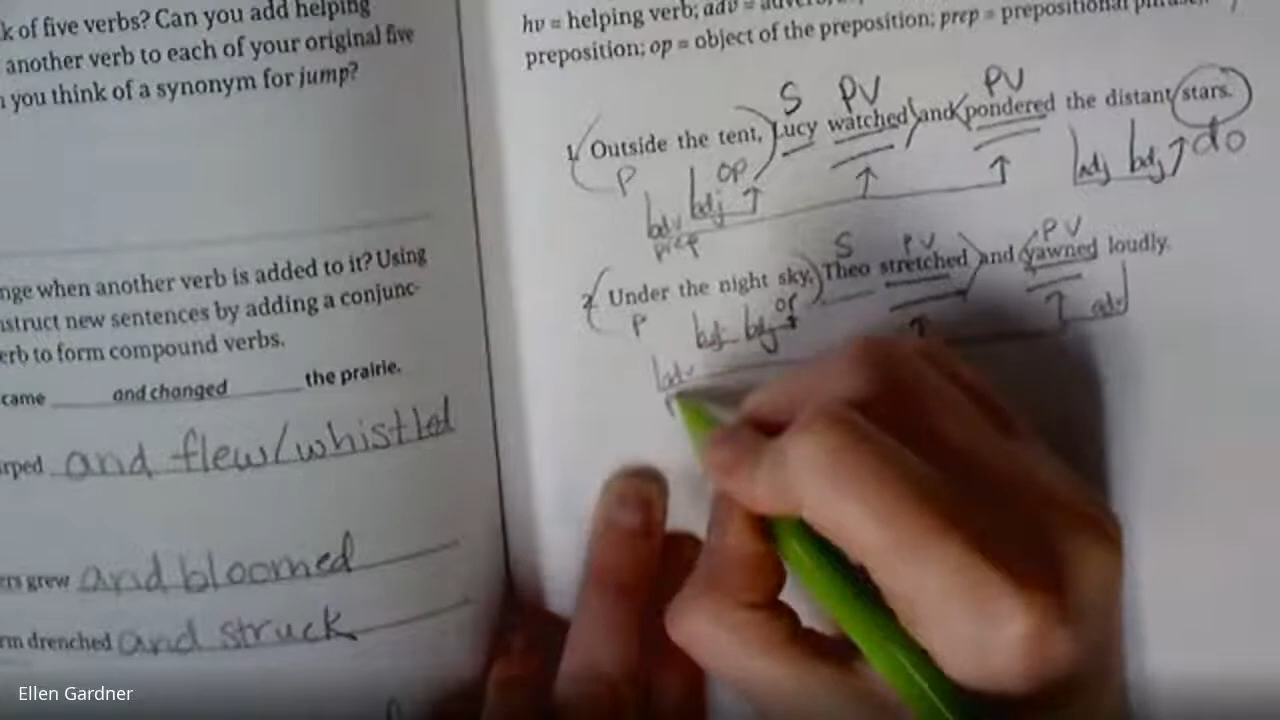 k of five verbs? Can you add helping
another verb to each of your original five
you think of a synonym for jump?
nge when another verb is added to it? Using
nstruct new sentences by adding a conjunc-
erb to form compound verbs.
came and changed the prairie.
rped and flew/whistled
ers grew and bloomed
rm drenched and struck
hv = helping verb; adv =
preposition; op = object of the preposition; prep = prepositional
S PV PV
1. Outside the tent, Lucy watched and pondered the distant stars.
P adj op adj adj do
adv
prep
S PV PV
2. Under the night sky, Theo stretched and yawned loudly.
P adj adj op adv
adv
Ellen Gardner